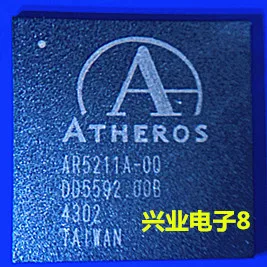 ATHEROS
AR5211A-00
DD5592.00B
4302
TAIWAN
兴业电子8